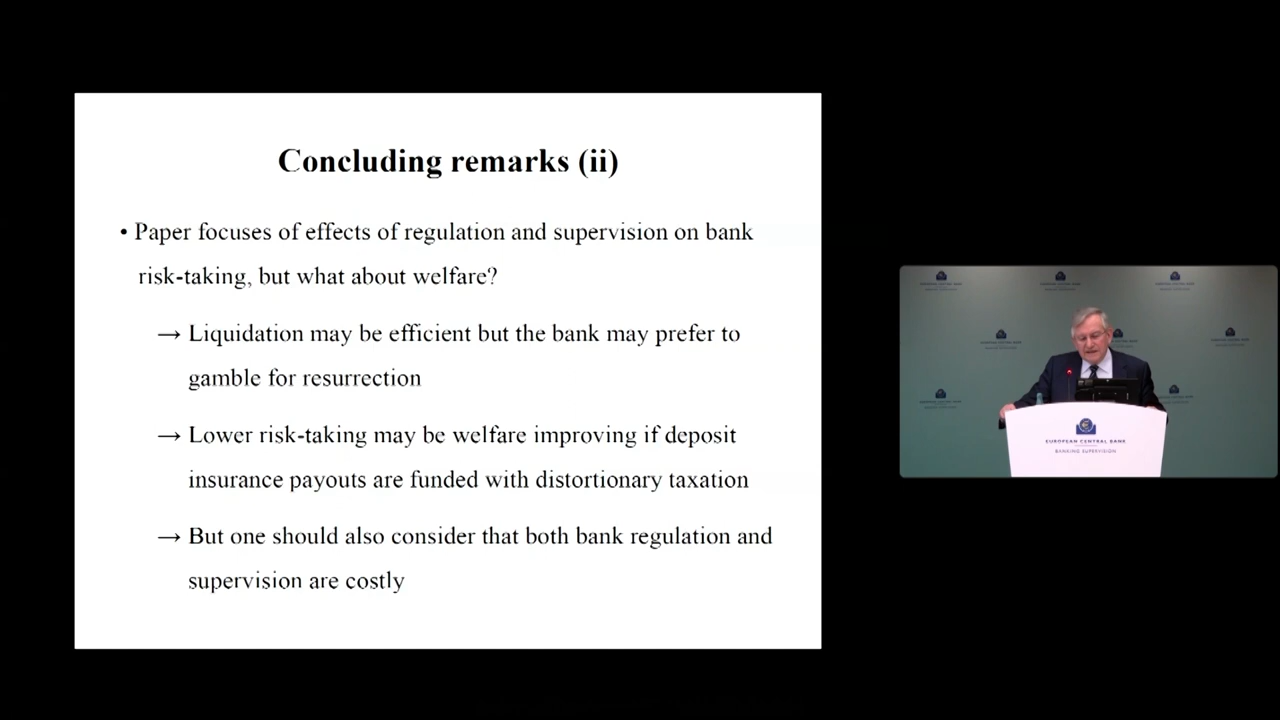 Concluding remarks (ii)
• Paper focuses of effects of regulation and supervision on bank
risk-taking, but what about welfare?
→ Liquidation may be efficient but the bank may prefer to
gamble for resurrection
→ Lower risk-taking may be welfare improving if deposit
insurance payouts are funded with distortionary taxation
→ But one should also consider that both bank regulation and
supervision are costly
EUROPEAN CENTRAL BANK
BANKING SUPERVISION